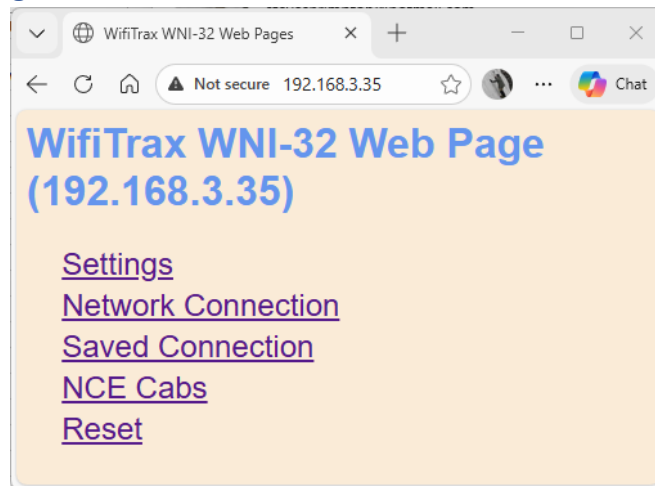 WifiTrax WNI-32 Web Pages
Not secure 192.168.3.35
Chat
WifiTrax WNI-32 Web Page
(192.168.3.35)
Settings
Network Connection
Saved Connection
NCE Cabs
Reset